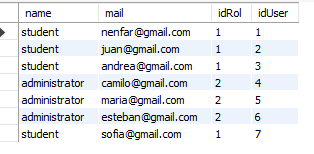 name mail idRol idUser
student nenfar@gmail.com 1 1
student juan@gmail.com 1 2
student andrea@gmail.com 1 3
administrator camilo@gmail.com 2 4
administrator maria@gmail.com 2 5
administrator esteban@gmail.com 2 6
student sofia@gmail.com 1 7